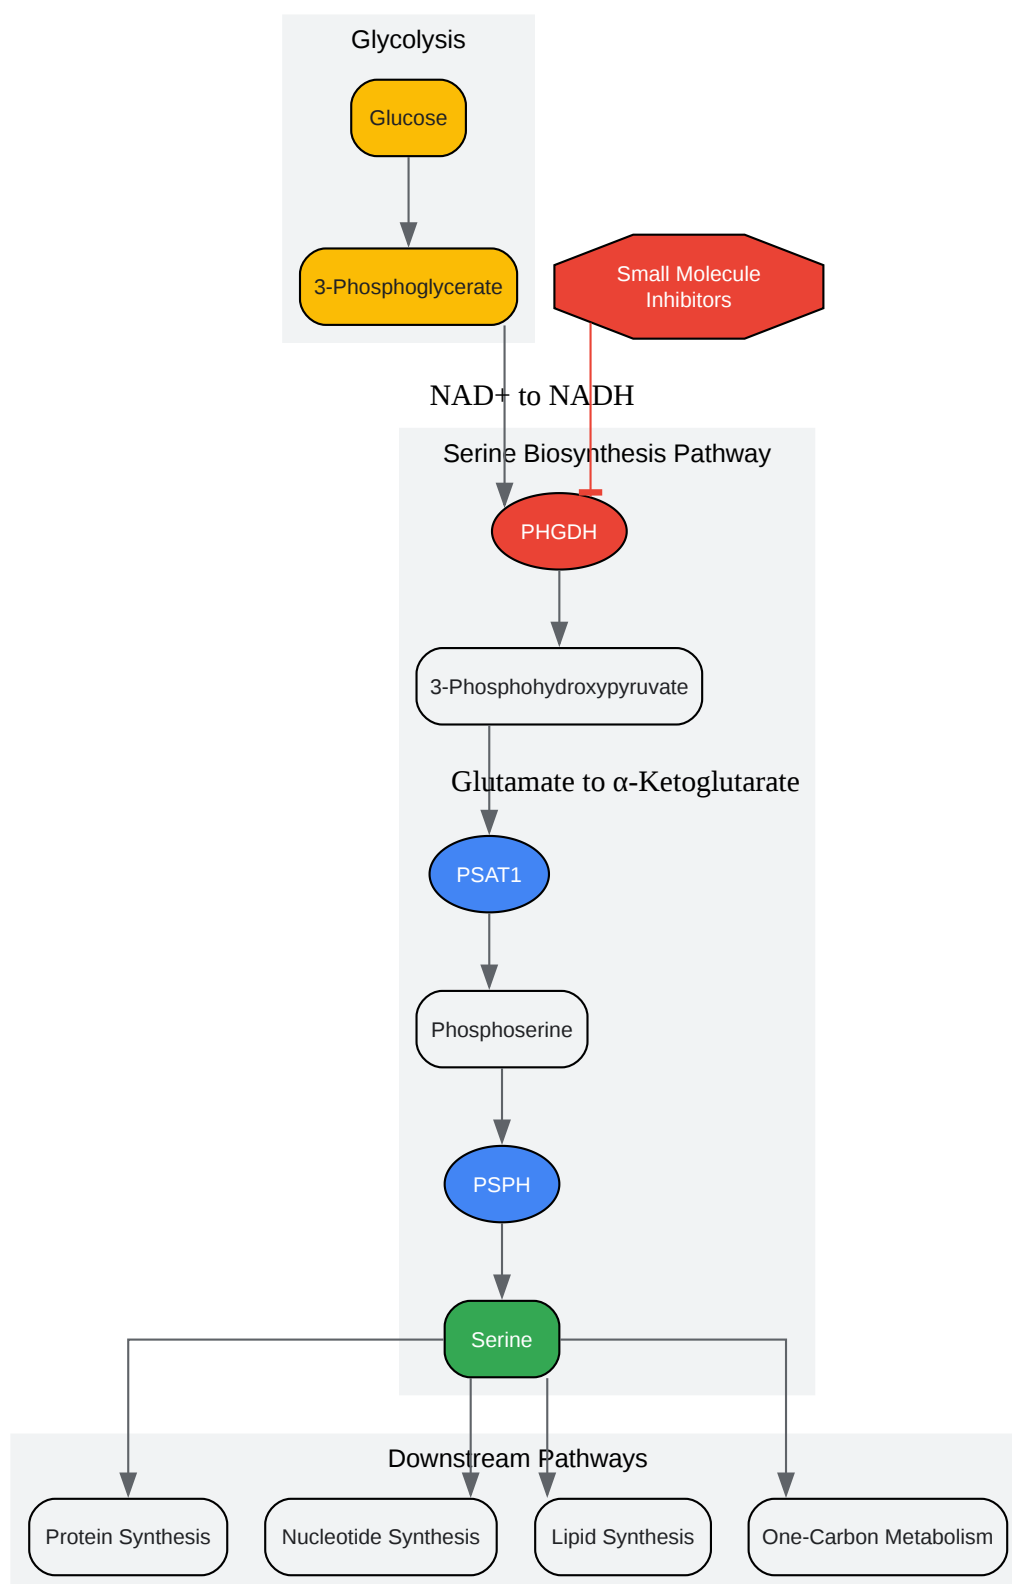 Glycolysis
Glucose
3-Phosphoglycerate
Small Molecule
Inhibitors
NAD+ to NADH
Serine Biosynthesis Pathway
PHGDH
3-Phosphohydroxypyruvate
Glutamate to α-Ketoglutarate
PSAT1
Phosphoserine
PSPH
Serine
Downstream Pathways
Protein Synthesis
Nucleotide Synthesis
Lipid Synthesis
One-Carbon Metabolism